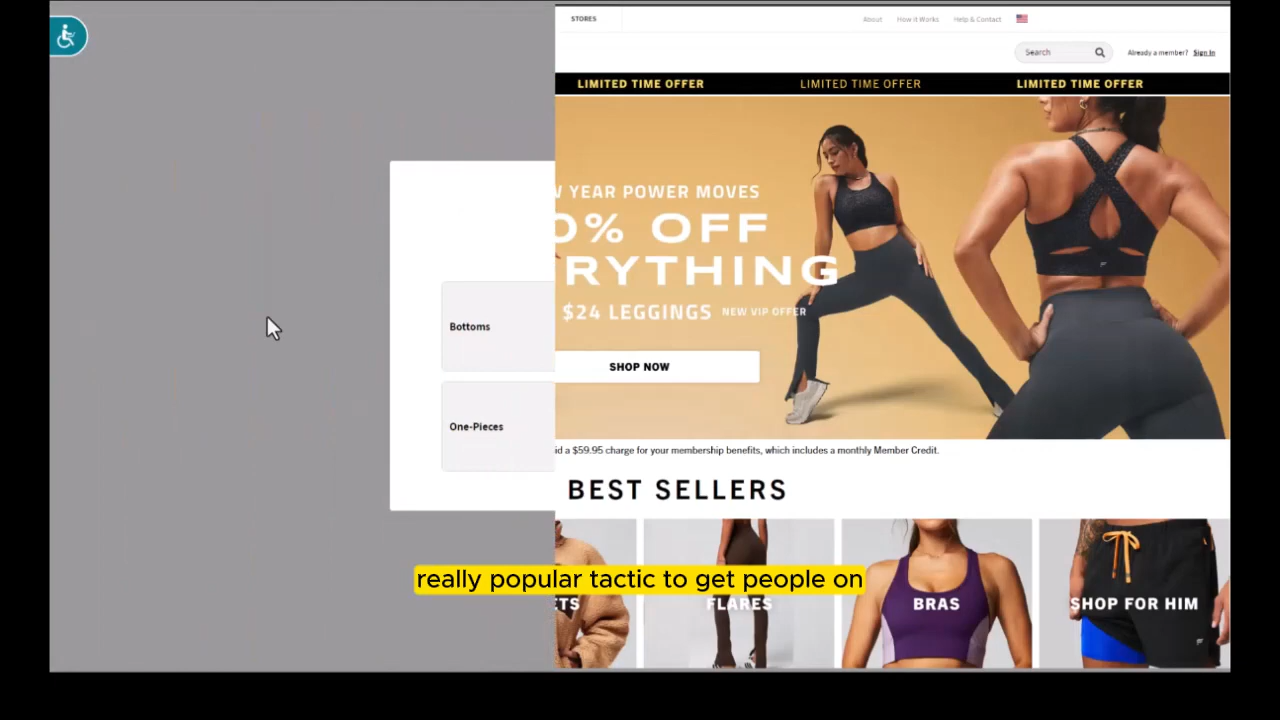 STORES
About How It Works Help & Contact
Search
Already a member? Sign In
LIMITED TIME OFFER LIMITED TIME OFFER LIMITED TIME OFFER
YEAR POWER MOVES
% OFF
RYTHING
$24 LEGGINGS NEW VIP OFFER
SHOP NOW
Bottoms
One-Pieces
id a $59.95 charge for your membership benefits, which includes a monthly Member Credit.
BEST SELLERS
really popular tactic to get people on
ETS FLARES BRAS SHOP FOR HIM